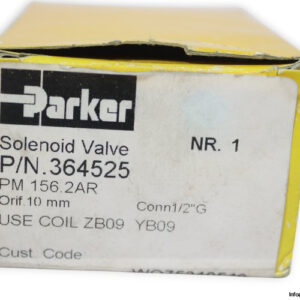 Parker
Solenoid Valve
NR. 1
P/N.364525
PM 156.2AR
Orif.10 mm Conn1/2"G
USE COIL ZB09 YB09
Cust. Code